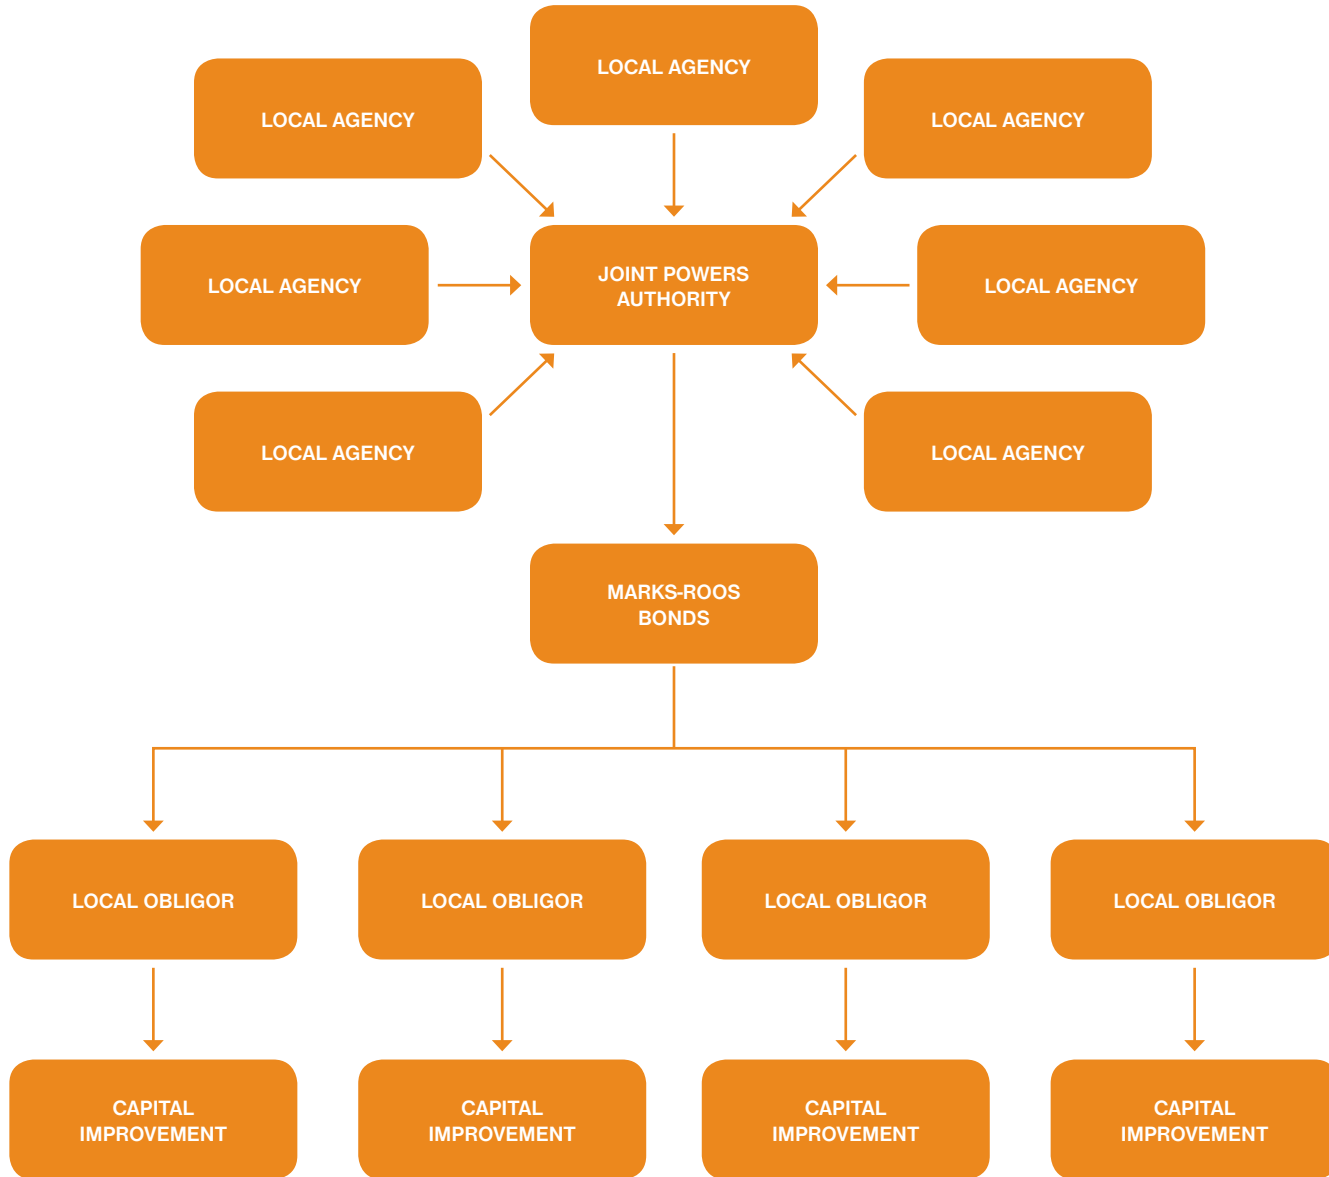 LOCAL AGENCY
LOCAL AGENCY
LOCAL AGENCY
LOCAL AGENCY
JOINT POWERS
AUTHORITY
LOCAL AGENCY
LOCAL AGENCY
LOCAL AGENCY
MARKS-ROOS
BONDS
LOCAL OBLIGOR
LOCAL OBLIGOR
LOCAL OBLIGOR
LOCAL OBLIGOR
CAPITAL
IMPROVEMENT
CAPITAL
IMPROVEMENT
CAPITAL
IMPROVEMENT
CAPITAL
IMPROVEMENT